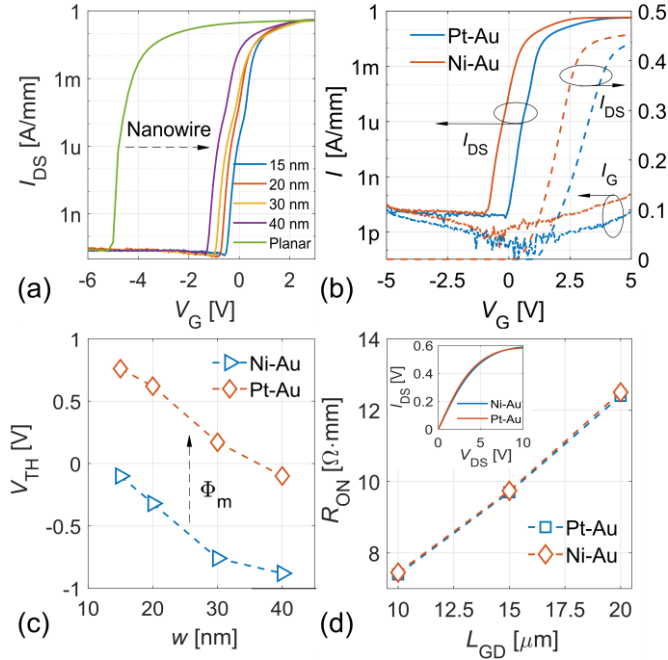 I_DS [A/mm]
1m
1u
1n
Nanowire
15 nm
20 nm
30 nm
40 nm
Planar
-6 -4 -2 0 2
V_G [V]
(a)
I [A/mm]
1m
1u
1n
1p
Pt-Au
Ni-Au
I_DS
I_DS
I_G
0.5
0.4
0.3
0.2
0.1
0
-5 -2.5 0 2.5 5
V_G [V]
(b)
V_TH [V]
1
0.5
0
-0.5
-1
Ni-Au
Pt-Au
Φ_m
10 20 30 40
w [nm]
(c)
R_ON [Ω·mm]
14
12
10
8
I_DS [V]
0.6
0.4
0.2
0
Ni-Au
Pt-Au
0 5 10
V_DS [V]
Pt-Au
Ni-Au
10 12.5 15 17.5 20
L_GD [μm]
(d)